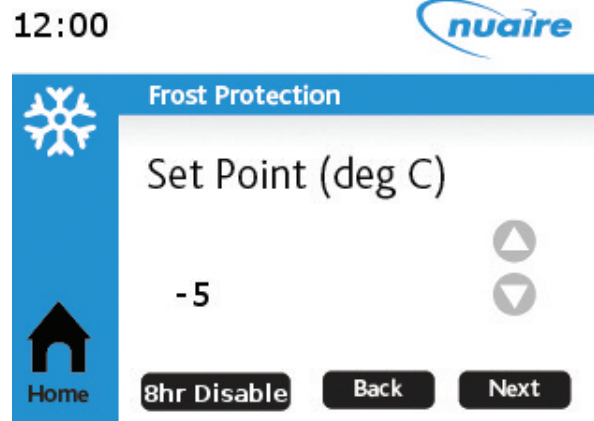 12:00
nuaire
Frost Protection
Set Point (deg C)
-5
Home
8hr Disable
Back
Next